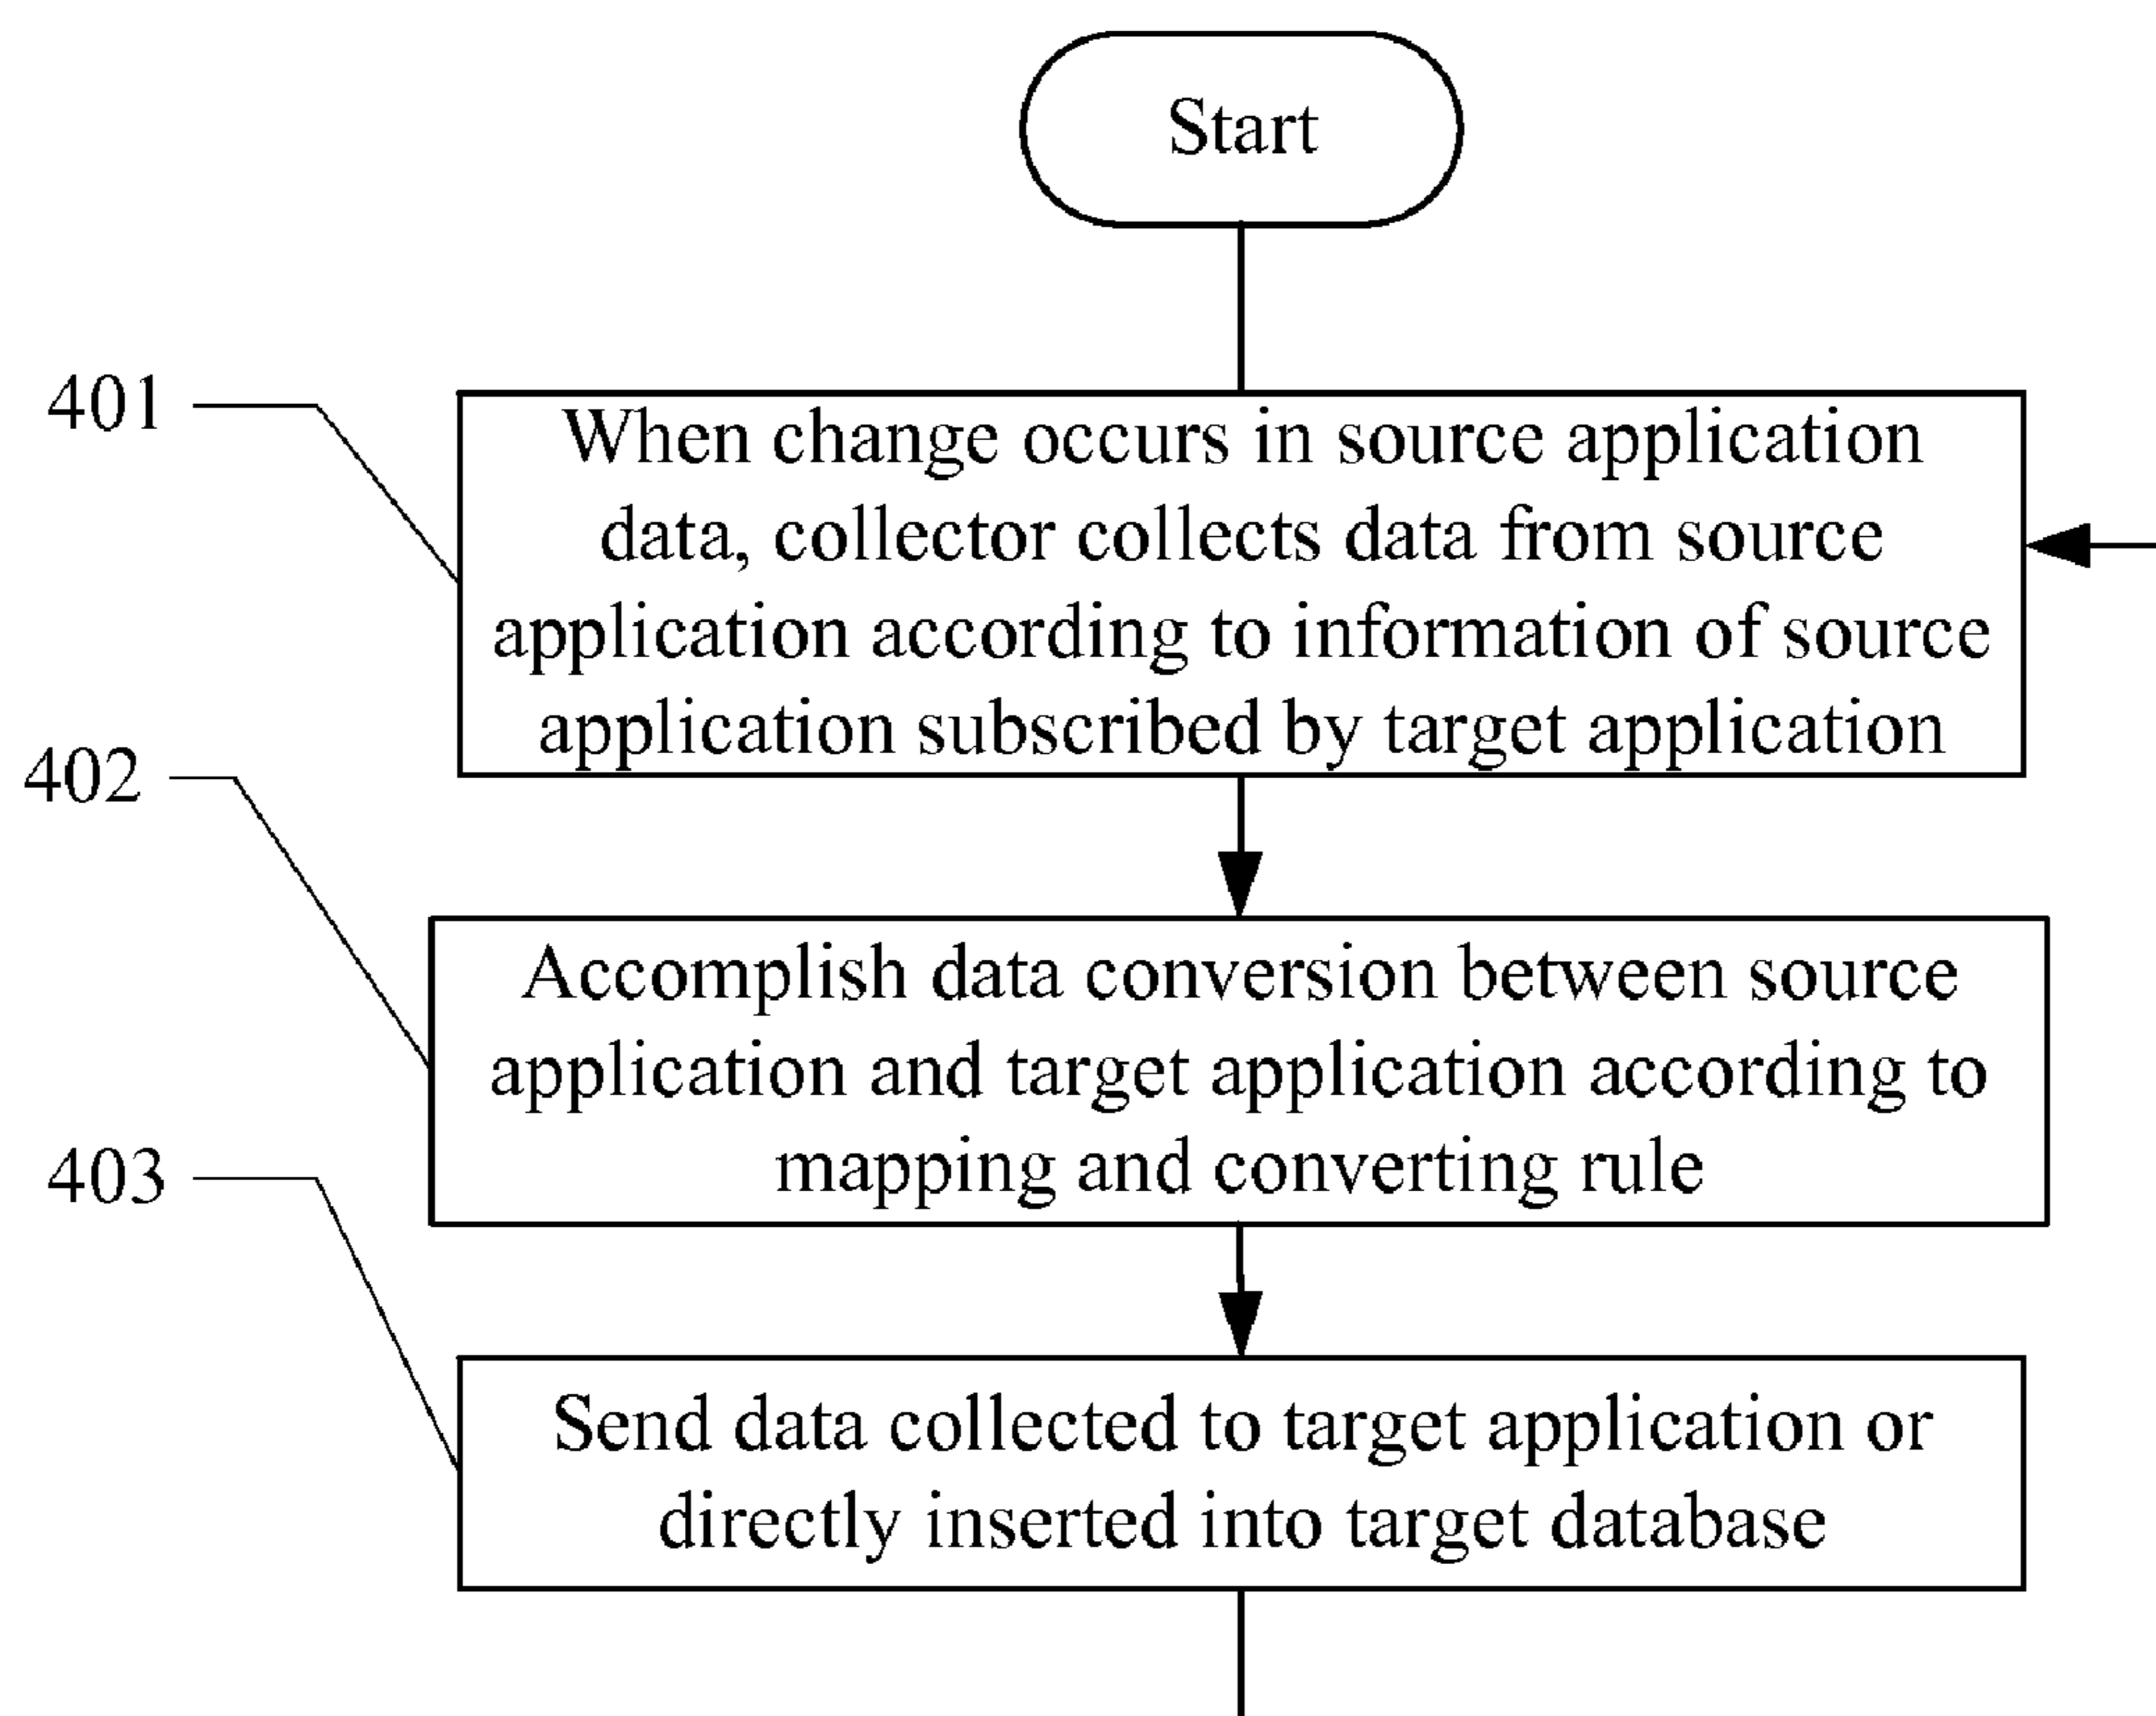 Start
401
When change occurs in source application
data, collector collects data from source
application according to information of source
application subscribed by target application
402
Accomplish data conversion between source
application and target application according to
mapping and converting rule
403
Send data collected to target application or
directly inserted into target database